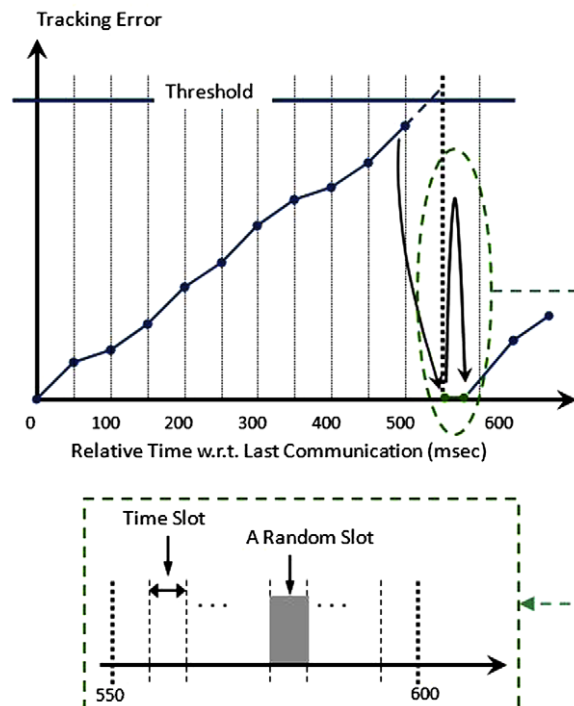 Tracking Error
Threshold
0 100 200 300 400 500 600
Relative Time w.r.t. Last Communication (msec)
Time Slot
A Random Slot
... ...
550 600